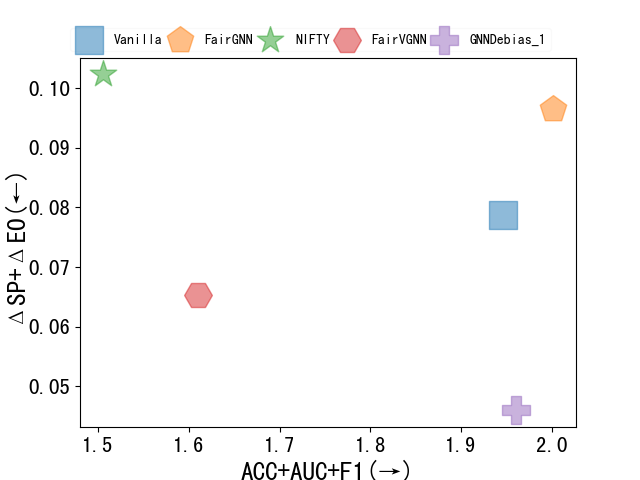 Vanilla FairGNN NIFTY FairVGNN GNNDebias_1
0.10
0.09
0.08
0.07
0.06
0.05
ΔSP+ΔEO(←)
1.5 1.6 1.7 1.8 1.9 2.0
ACC+AUC+F1(→)